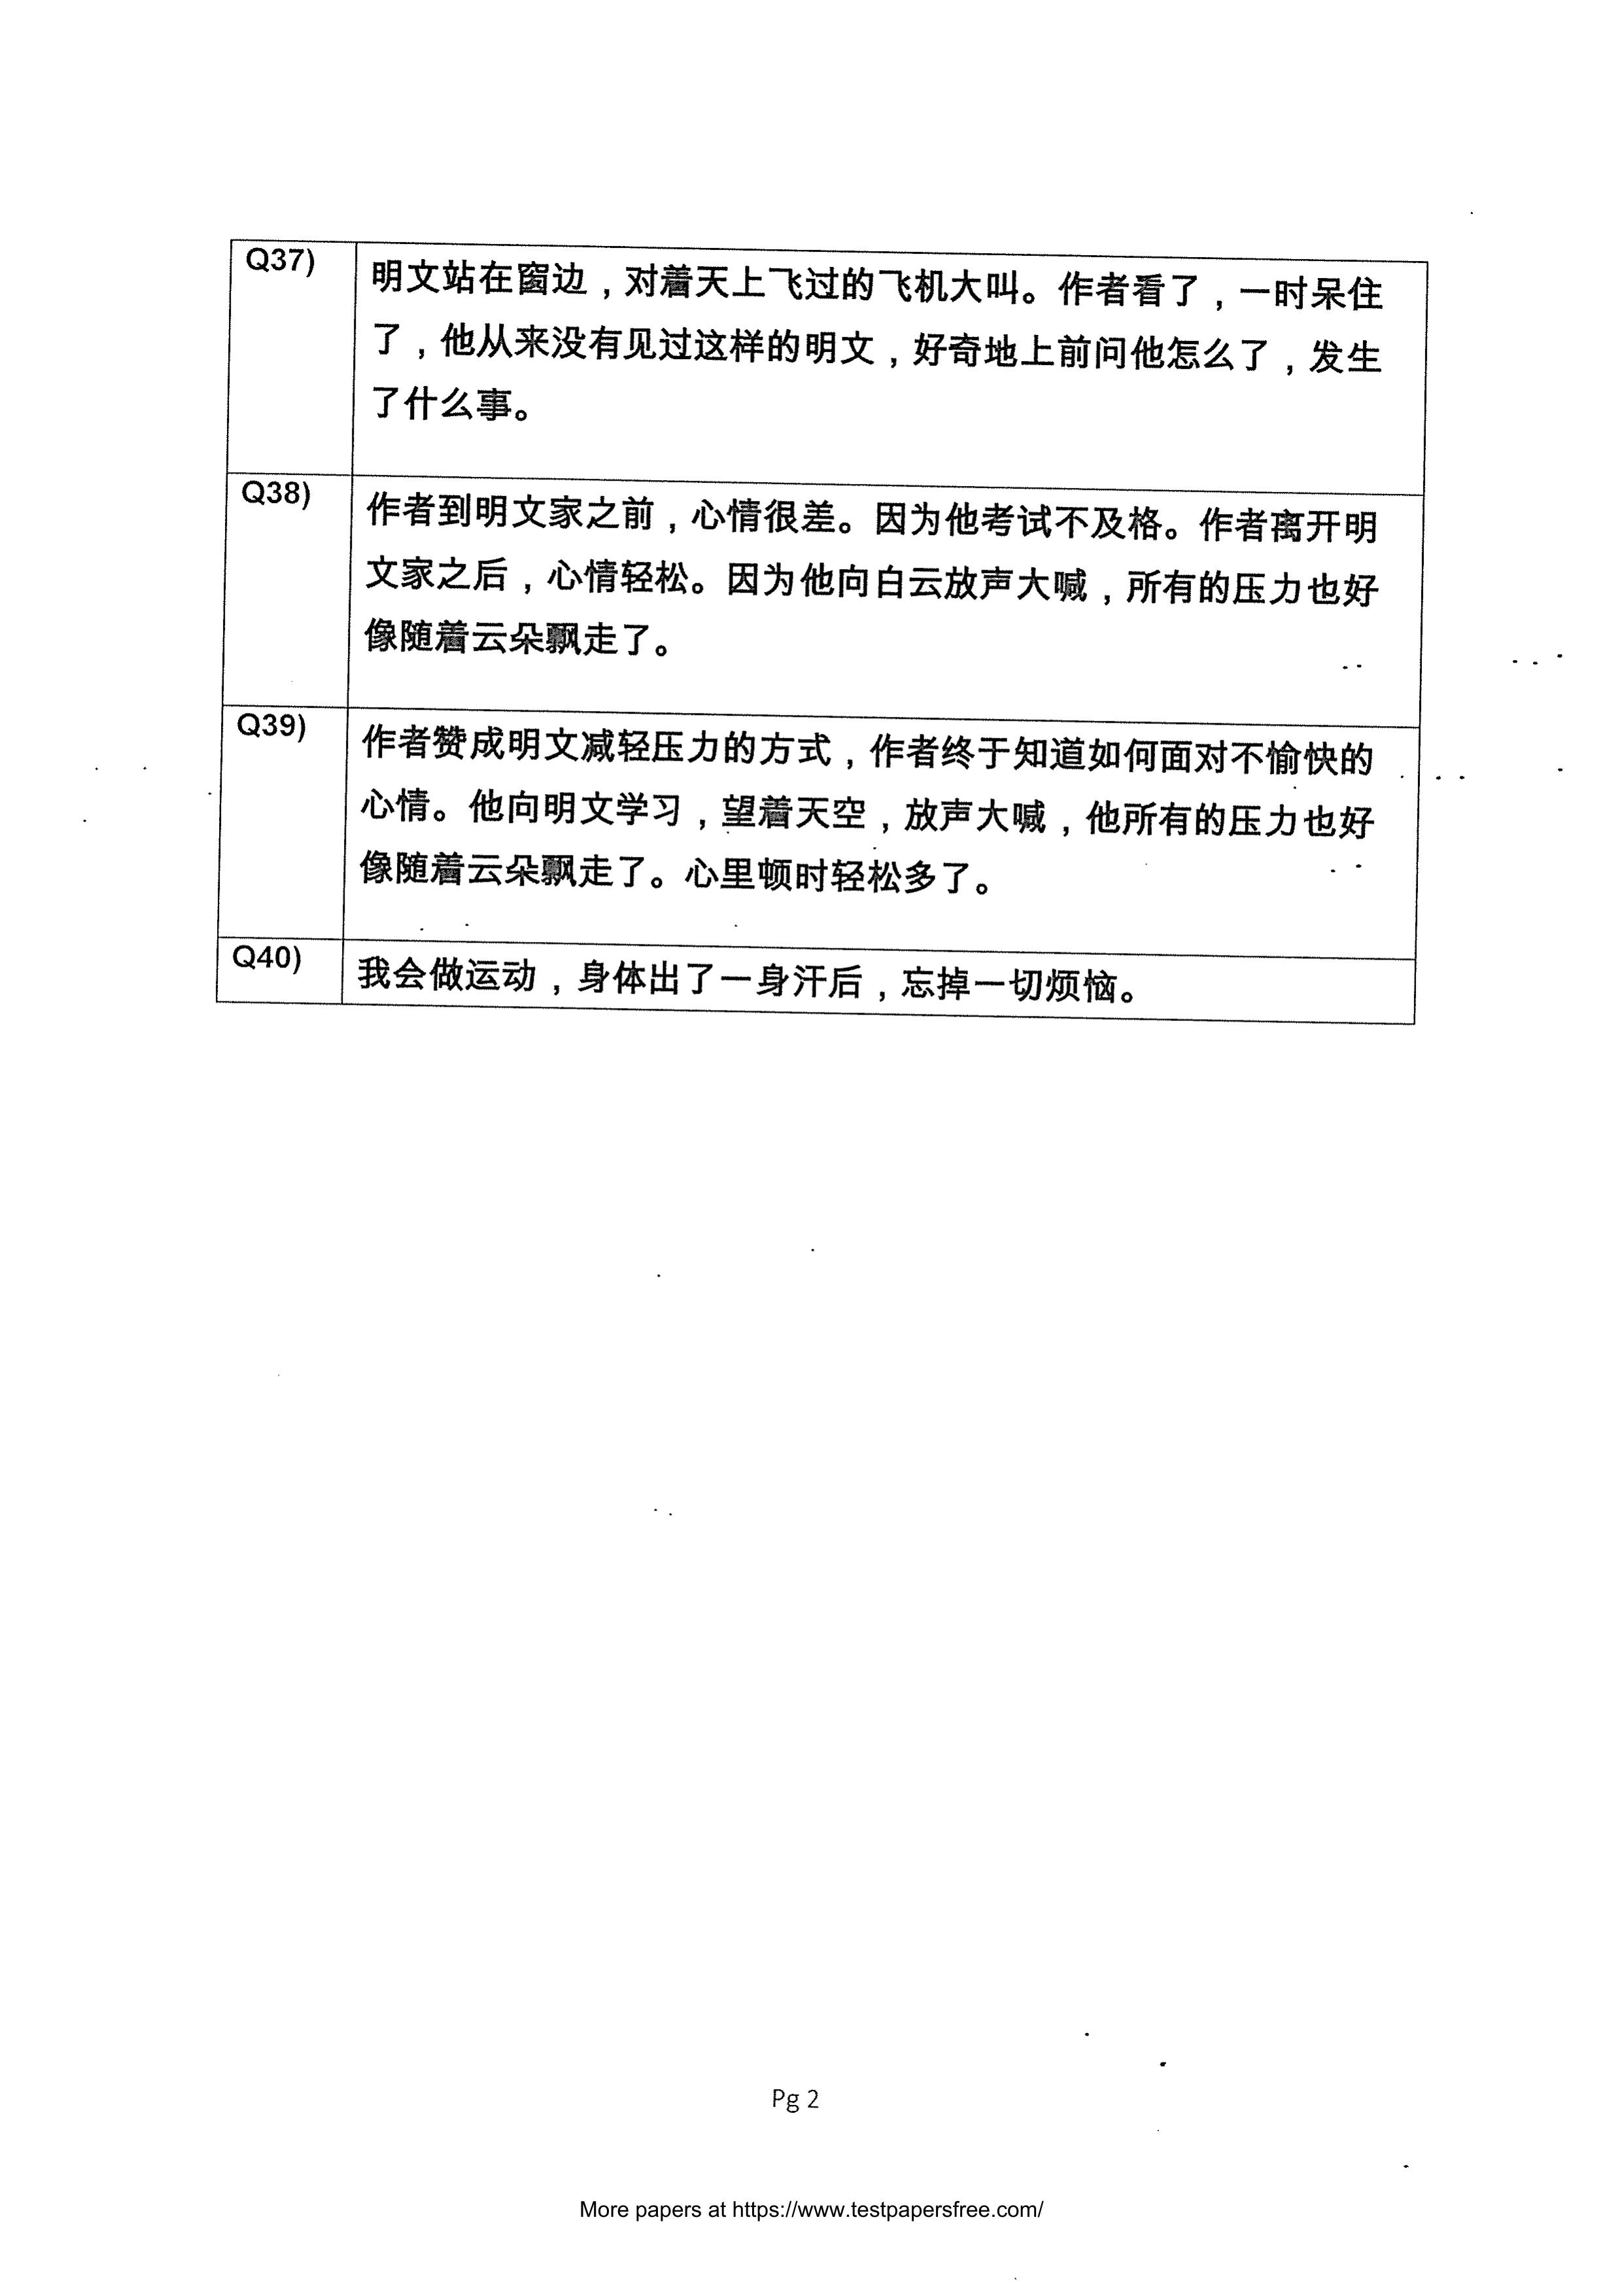 Q37)
明文站在窗边，对着天上飞过的飞机大叫。作者看了，一时呆住
了，他从来没有见过这样的明文，好奇地上前问他怎么了，发生
了什么事。
Q38)
作者到明文家之前，心情很差。因为他考试不及格。作者离开明
文家之后，心情轻松。因为他向白云放声大喊，所有的压力也好
像随着云朵飘走了。
Q39)
作者赞成明文减轻压力的方式，作者终于知道如何面对不愉快的
心情。他向明文学习，望着天空，放声大喊，他所有的压力也好
像随着云朵飘走了。心里顿时轻松多了。
Q40)
我会做运动，身体出了一身汗后，忘掉一切烦恼。
Pg 2
More papers at https://www.testpapersfree.com/